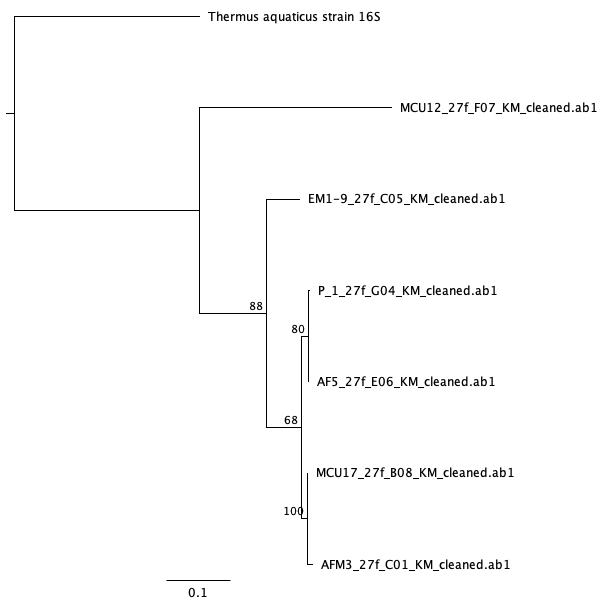 Thermus aquaticus strain 16S
MCU12_27f_F07_KM_cleaned.ab1
EM1-9_27f_C05_KM_cleaned.ab1
P_1_27f_G04_KM_cleaned.ab1
88
80
AF5_27f_E06_KM_cleaned.ab1
68
MCU17_27f_B08_KM_cleaned.ab1
100
AFM3_27f_C01_KM_cleaned.ab1
0.1